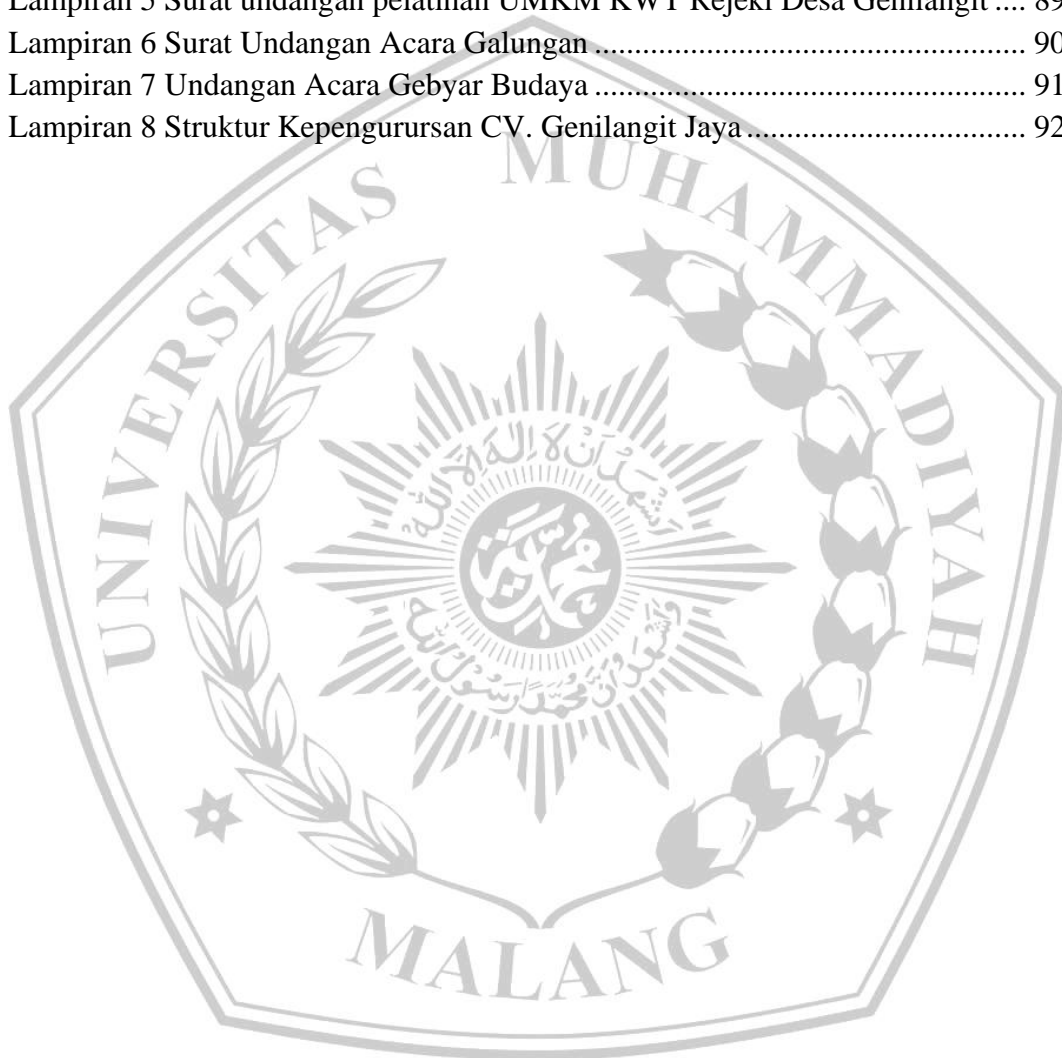 Lampiran 5 Surat undangan pelatihan UMKM KWT Rejeki Desa Genilangit .... 89
Lampiran 6 Surat Undangan Acara Galungan ...................................................... 90
Lampiran 7 Undangan Acara Gebyar Budaya ...................................................... 91
Lampiran 8 Struktur Kepengurursan CV. Genilangit Jaya ................................... 92
UNIVERSITAS MUHAMMADIYAH
MALANG